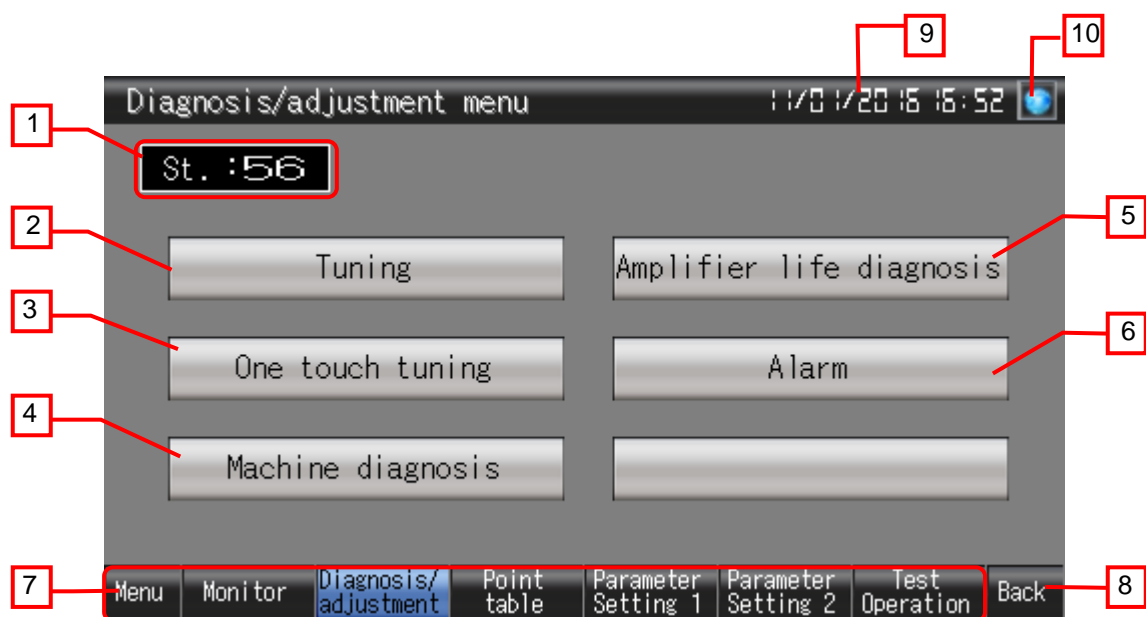 9 10
Diagnosis/adjustment menu 11/01/2016 16:52
1
St.:56
2 Tuning Amplifier life diagnosis 5
3 One touch tuning Alarm 6
4 Machine diagnosis
7 Menu Monitor Diagnosis/ Point Parameter Parameter Test Back 8
adjustment table Setting 1 Setting 2 Operation